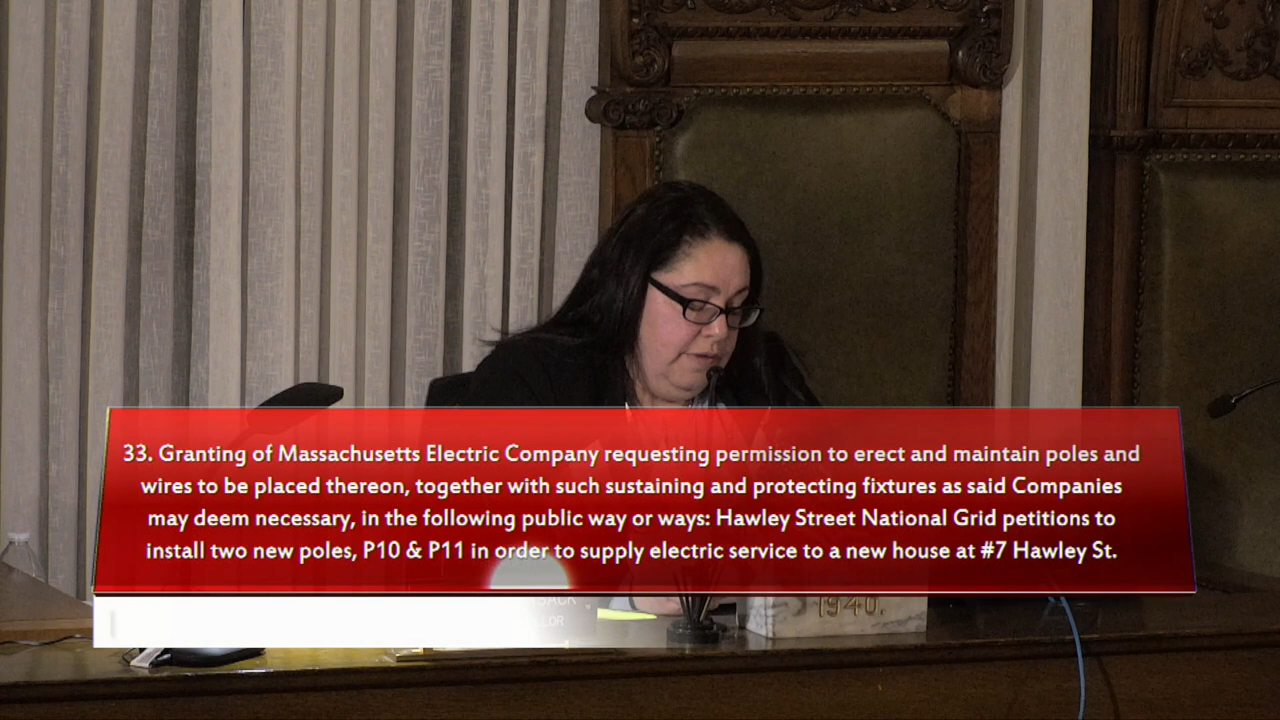 33. Granting of Massachusetts Electric Company requesting permission to erect and maintain poles and
wires to be placed thereon, together with such sustaining and protecting fixtures as said Companies
may deem necessary, in the following public way or ways: Hawley Street National Grid petitions to
install two new poles, P10 & P11 in order to supply electric service to a new house at #7 Hawley St.
1940.